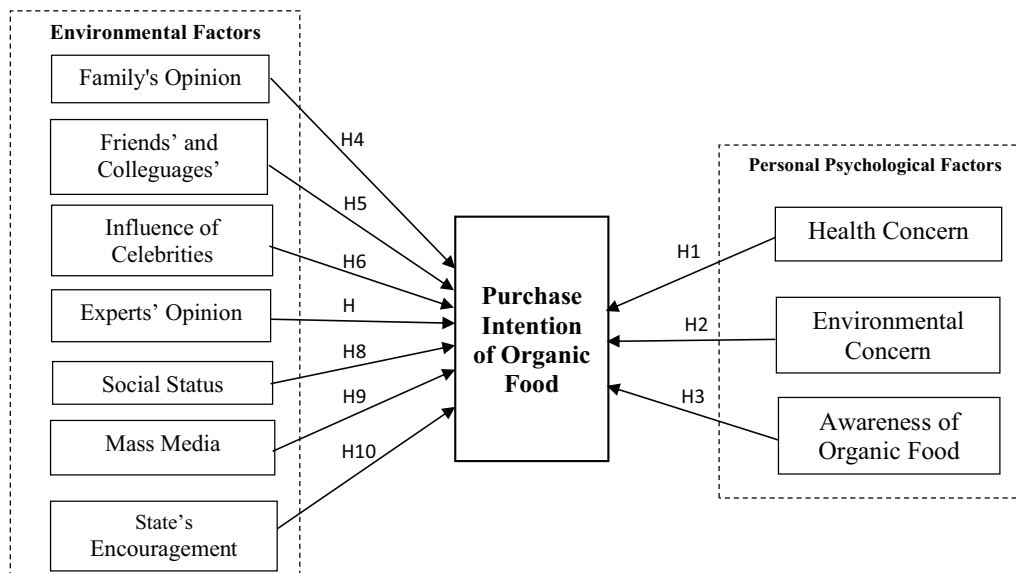 Environmental Factors
Family's Opinion
Friends' and
Colleguages'
Influence of
Celebrities
Experts' Opinion
Social Status
Mass Media
State's
Encouragement
H4
H5
H6
H
H8
H9
H10
Purchase
Intention
of Organic
Food
H1
H2
H3
Personal Psychological Factors
Health Concern
Environmental
Concern
Awareness of
Organic Food